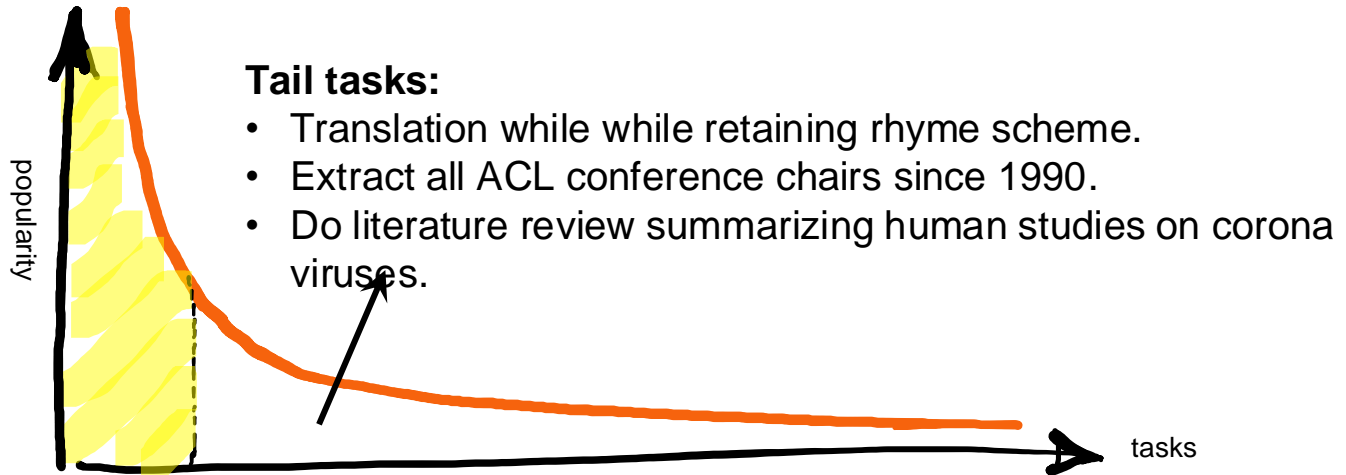 Tail tasks:
• Translation while while retaining rhyme scheme.
• Extract all ACL conference chairs since 1990.
• Do literature review summarizing human studies on corona
viruses.
popularity
tasks